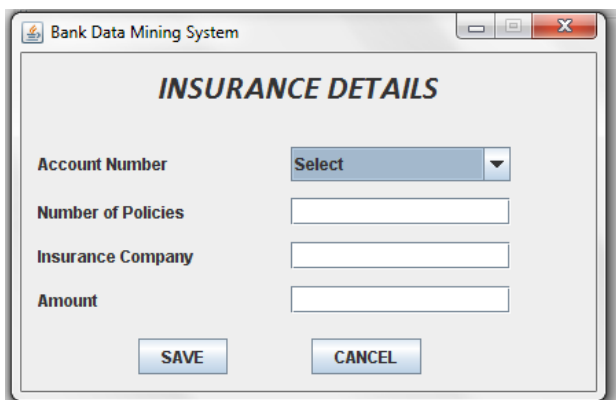 Bank Data Mining System
INSURANCE DETAILS
Account Number Select
Number of Policies
Insurance Company
Amount
SAVE CANCEL